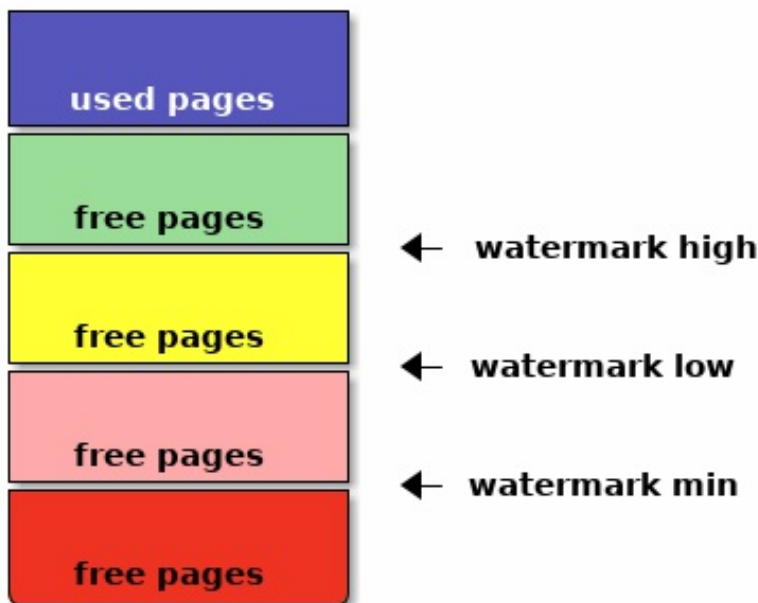 used pages
free pages
watermark high
free pages
watermark low
free pages
watermark min
free pages